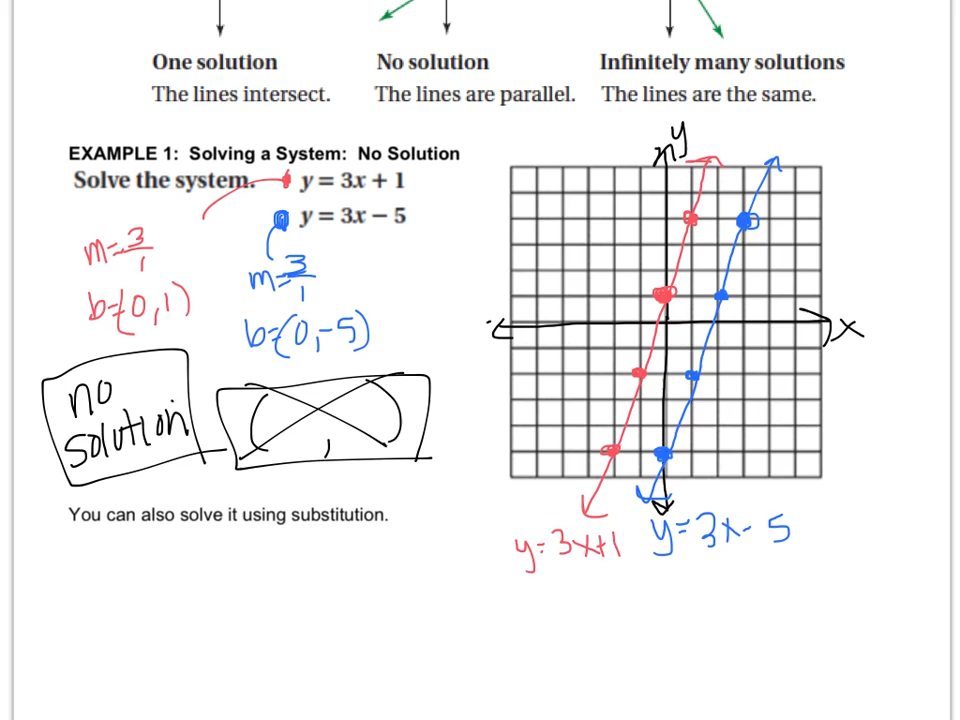 One solution
The lines intersect.
No solution
The lines are parallel.
Infinitely many solutions
The lines are the same.
EXAMPLE 1: Solving a System: No Solution
Solve the system. y = 3x + 1
y = 3x − 5
m=3/1
b=(0,1)
m=3/1
b=(0,-5)
no
solution
( , )
You can also solve it using substitution.
y
x
y=3x+1
y=3x-5